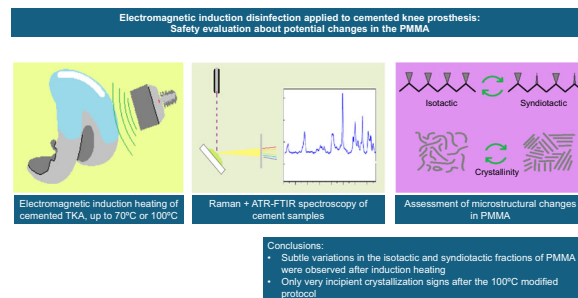 Electromagnetic induction disinfection applied to cemented knee prosthesis:
Safety evaluation about potential changes in the PMMA
Isotactic
Syndiotactic
Crystallinity
Electromagnetic induction heating of
cemented TKA, up to 70ºC or 100ºC
Raman + ATR-FTIR spectroscopy of
cement samples
Assessment of microstructural changes
in PMMA
Conclusions:
• Subtle variations in the isotactic and syndiotactic fractions of PMMA
were observed after induction heating
• Only very incipient crystallization signs after the 100ºC modified
protocol